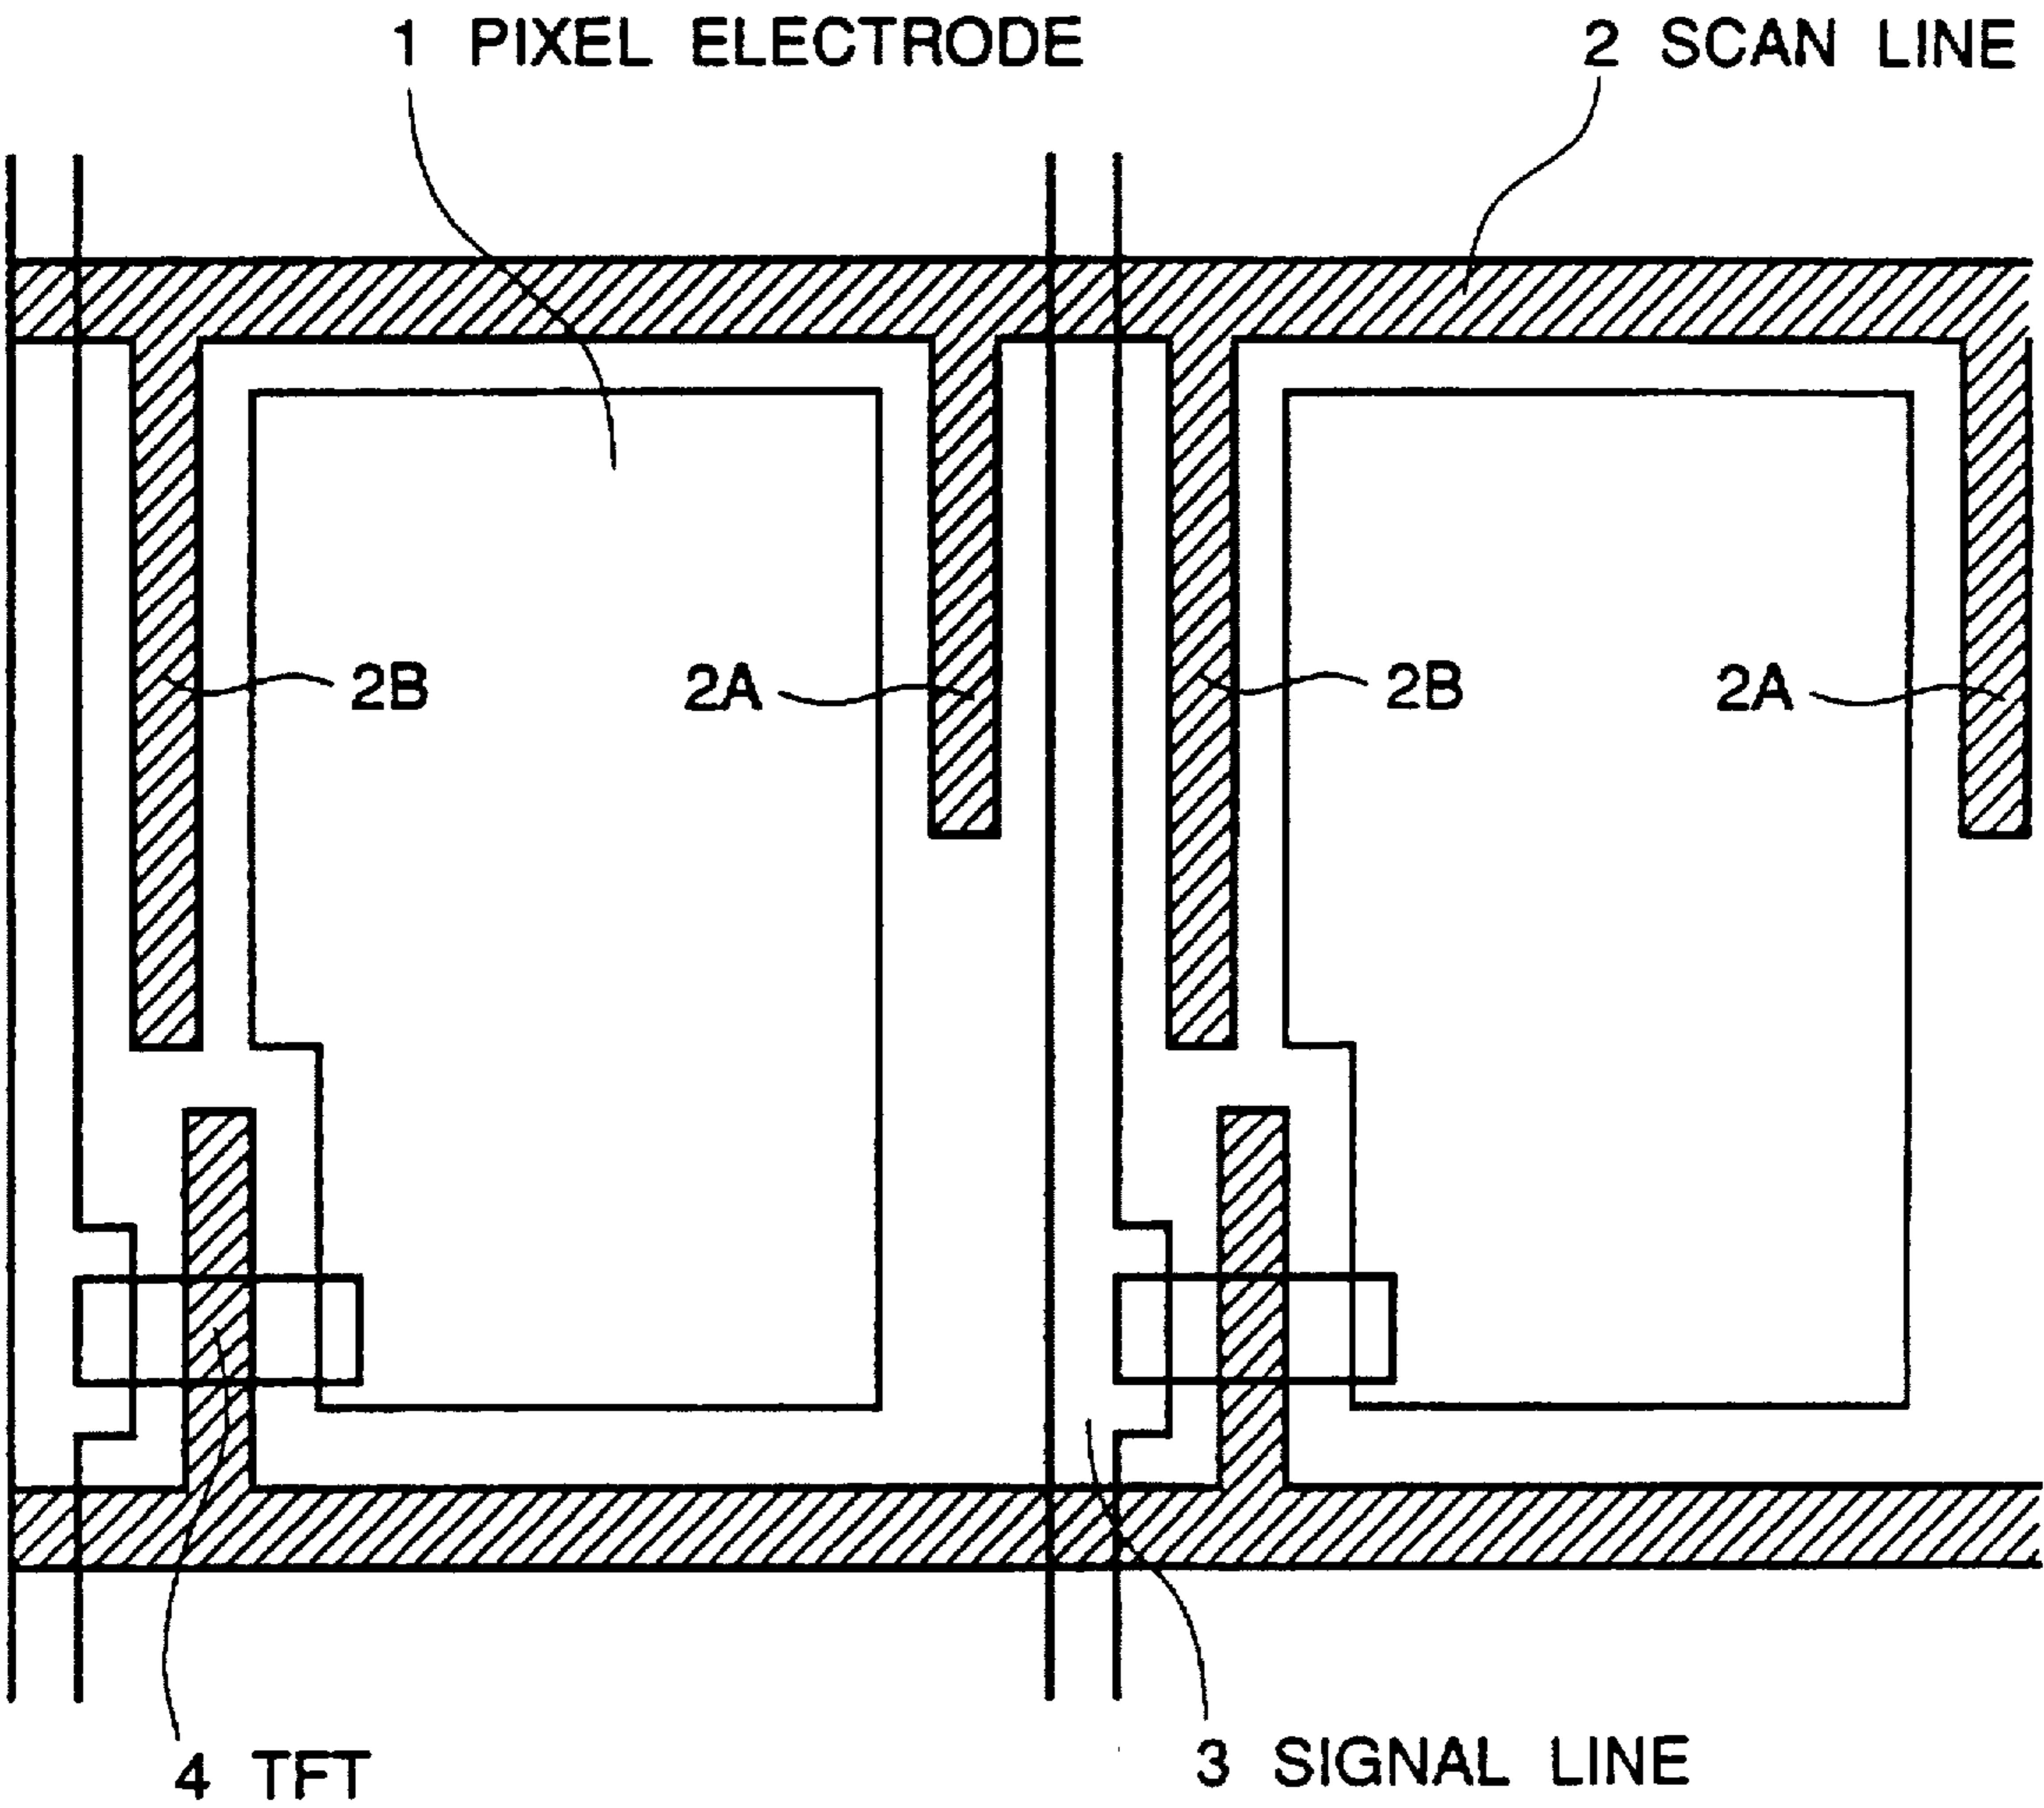 1 PIXEL ELECTRODE
2 SCAN LINE
2B
2A
2B
2A
4 TFT
3 SIGNAL LINE